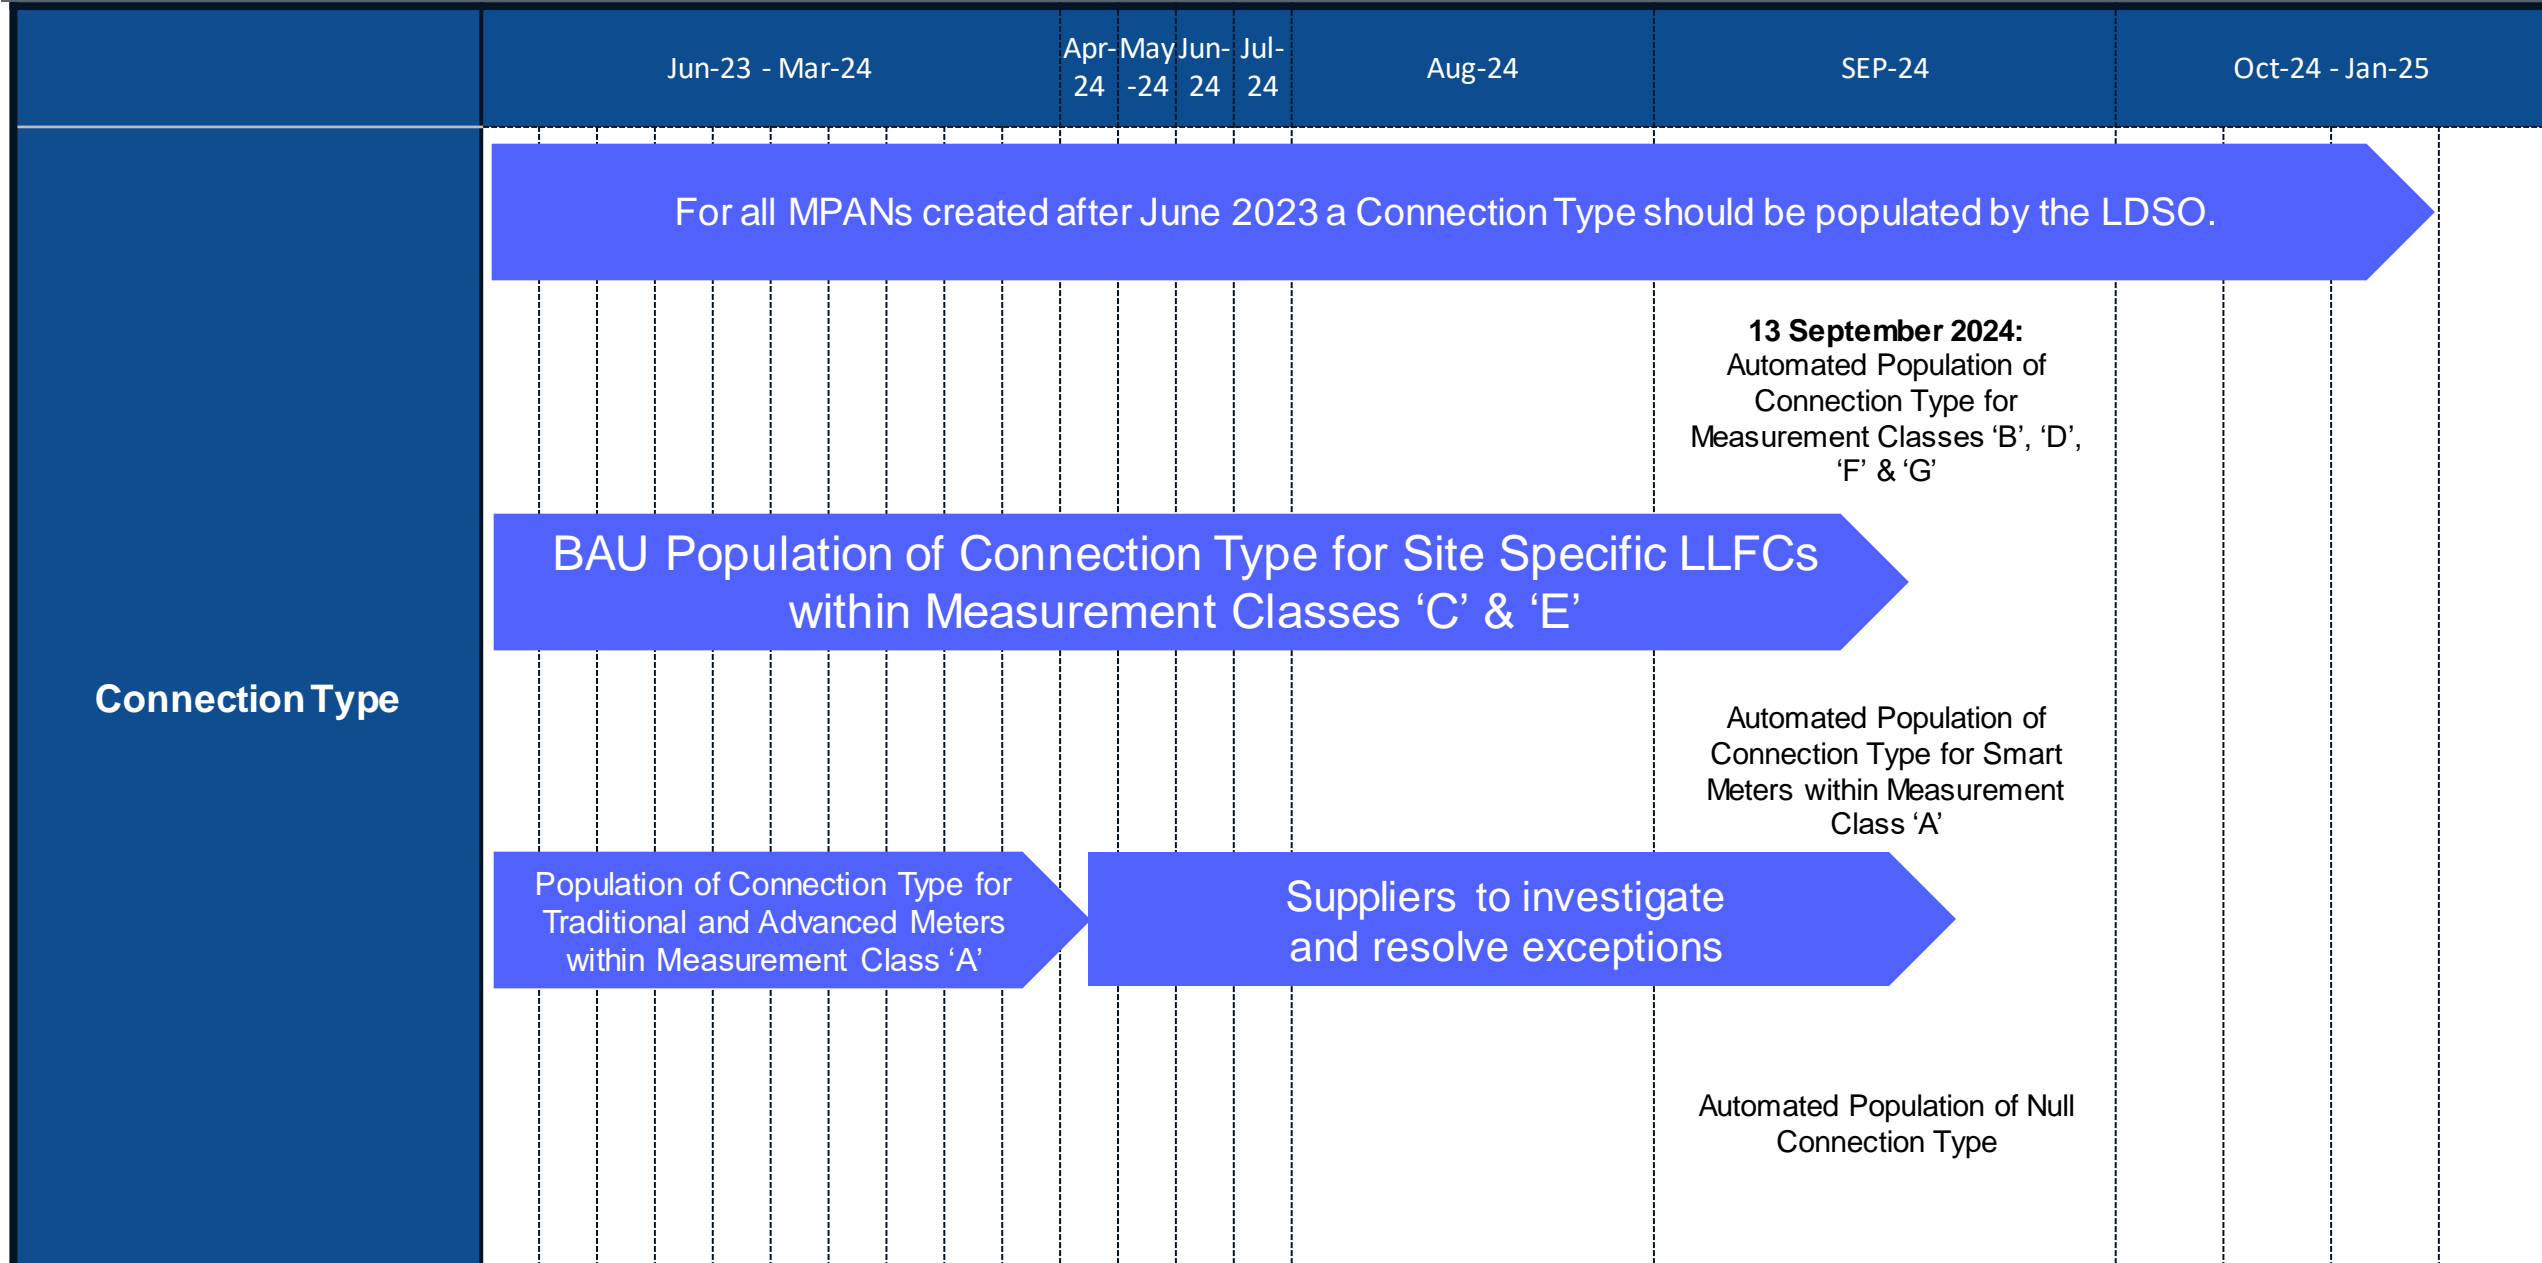 Jun-23 - Mar-24
Apr-
24
May
-24
Jun-
24
Jul-
24
Aug-24
SEP-24
Oct-24 - Jan-25
Connection Type
For all MPANs created after June 2023 a Connection Type should be populated by the LDSO.
13 September 2024:
Automated Population of
Connection Type for
Measurement Classes ‘B’, ‘D’,
‘F’ & ‘G’
BAU Population of Connection Type for Site Specific LLFCs
within Measurement Classes ‘C’ & ‘E’
Automated Population of
Connection Type for Smart
Meters within Measurement
Class ‘A’
Population of Connection Type for
Traditional and Advanced Meters
within Measurement Class ‘A’
Suppliers to investigate
and resolve exceptions
Automated Population of Null
Connection Type